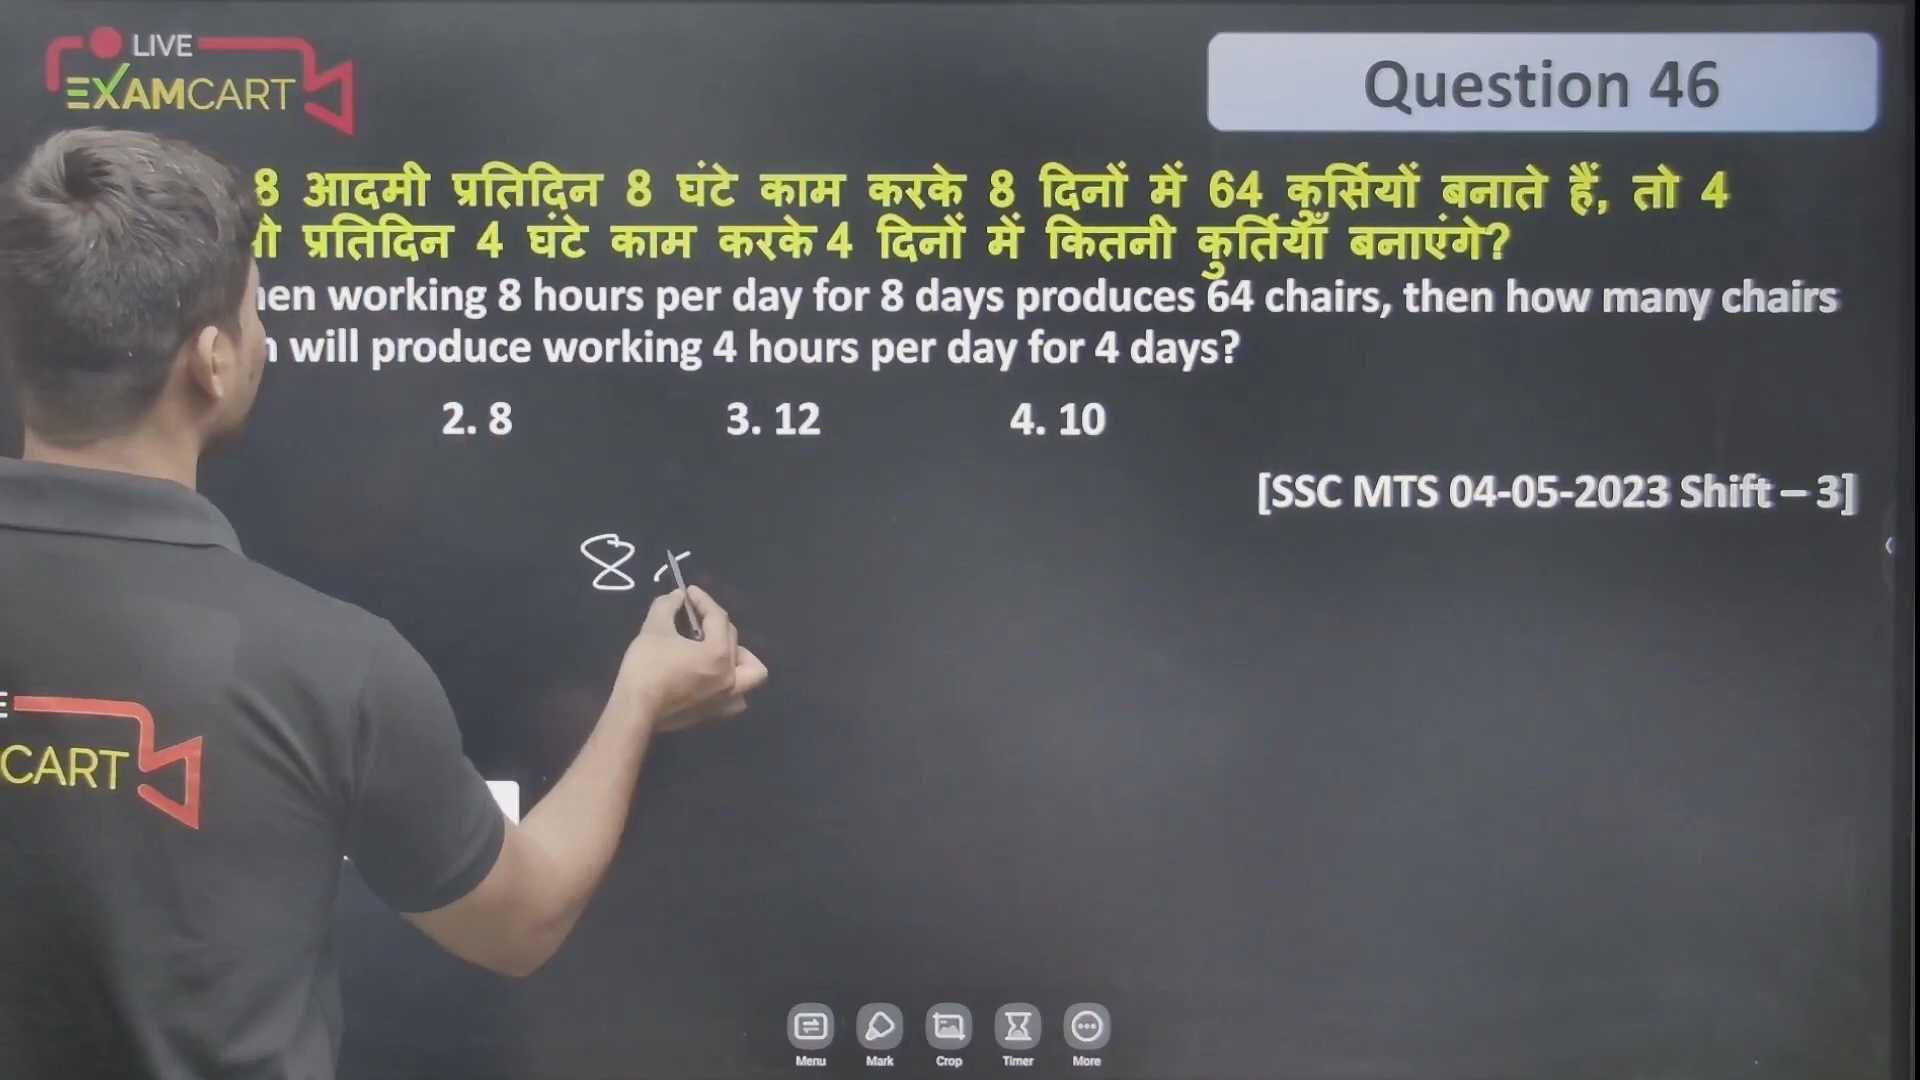 LIVE
EXAMCART
Question 46
8 आदमी प्रतिदिन 8 घंटे काम करके 8 दिनों में 64 कुर्सियों बनाते हैं, तो 4
प्रतिदिन 4 घंटे काम करके 4 दिनों में कितनी कुर्तियाँ बनाएंगे?
working 8 hours per day for 8 days produces 64 chairs, then how many chairs
will produce working 4 hours per day for 4 days?
2. 8 3. 12 4. 10
[SSC MTS 04-05-2023 Shift – 3]
8
CART
Menu Mark Crop Timer More